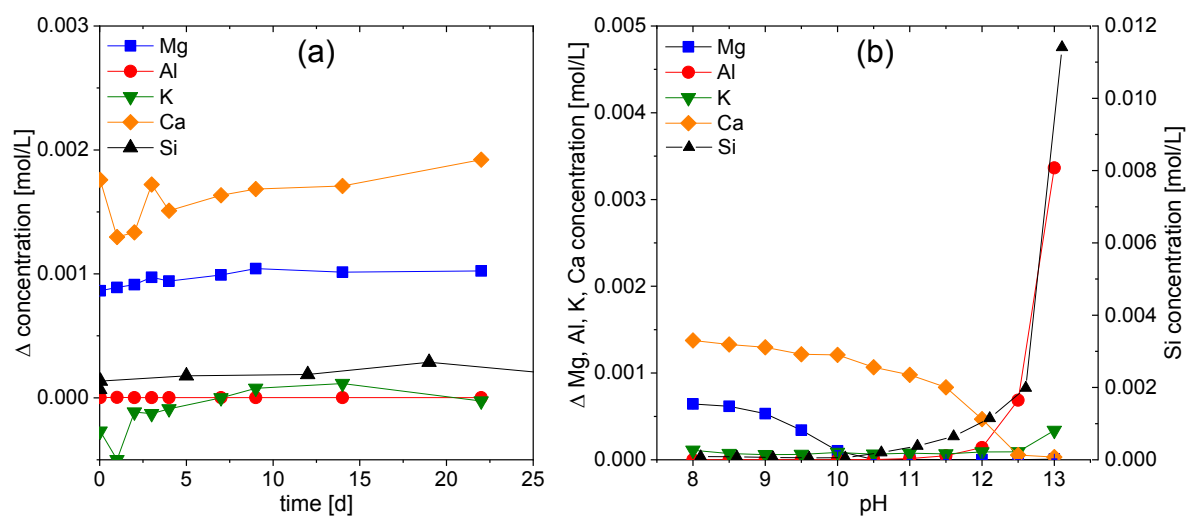 (a)
Mg
Al
K
Ca
Si
0.003
0.002
0.001
0.000
Δ concentration [mol/L]
0 5 10 15 20 25
time [d]
(b)
Mg
Al
K
Ca
Si
0.005
0.004
0.003
0.002
0.001
0.000
Δ Mg, Al, K, Ca concentration [mol/L]
8 9 10 11 12 13
pH
0.012
0.010
0.008
0.006
0.004
0.002
0.000
Si concentration [mol/L]